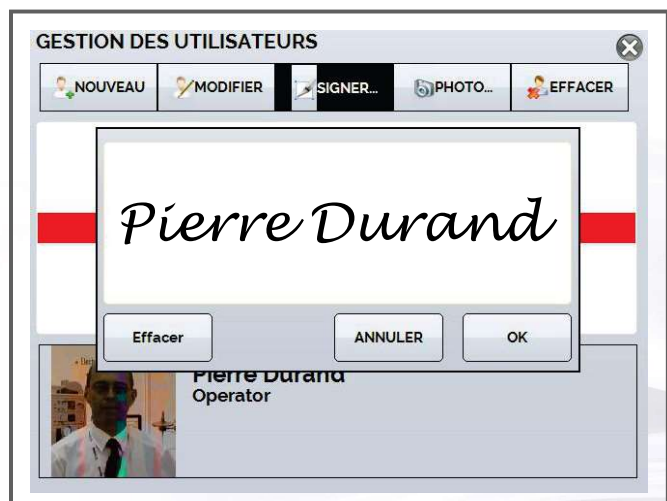 GESTION DES UTILISATEURS
NOUVEAU MODIFIER SIGNER... PHOTO... EFFACER
Pierre Durand
Effacer ANNULER OK
Pierre Durand
Operator